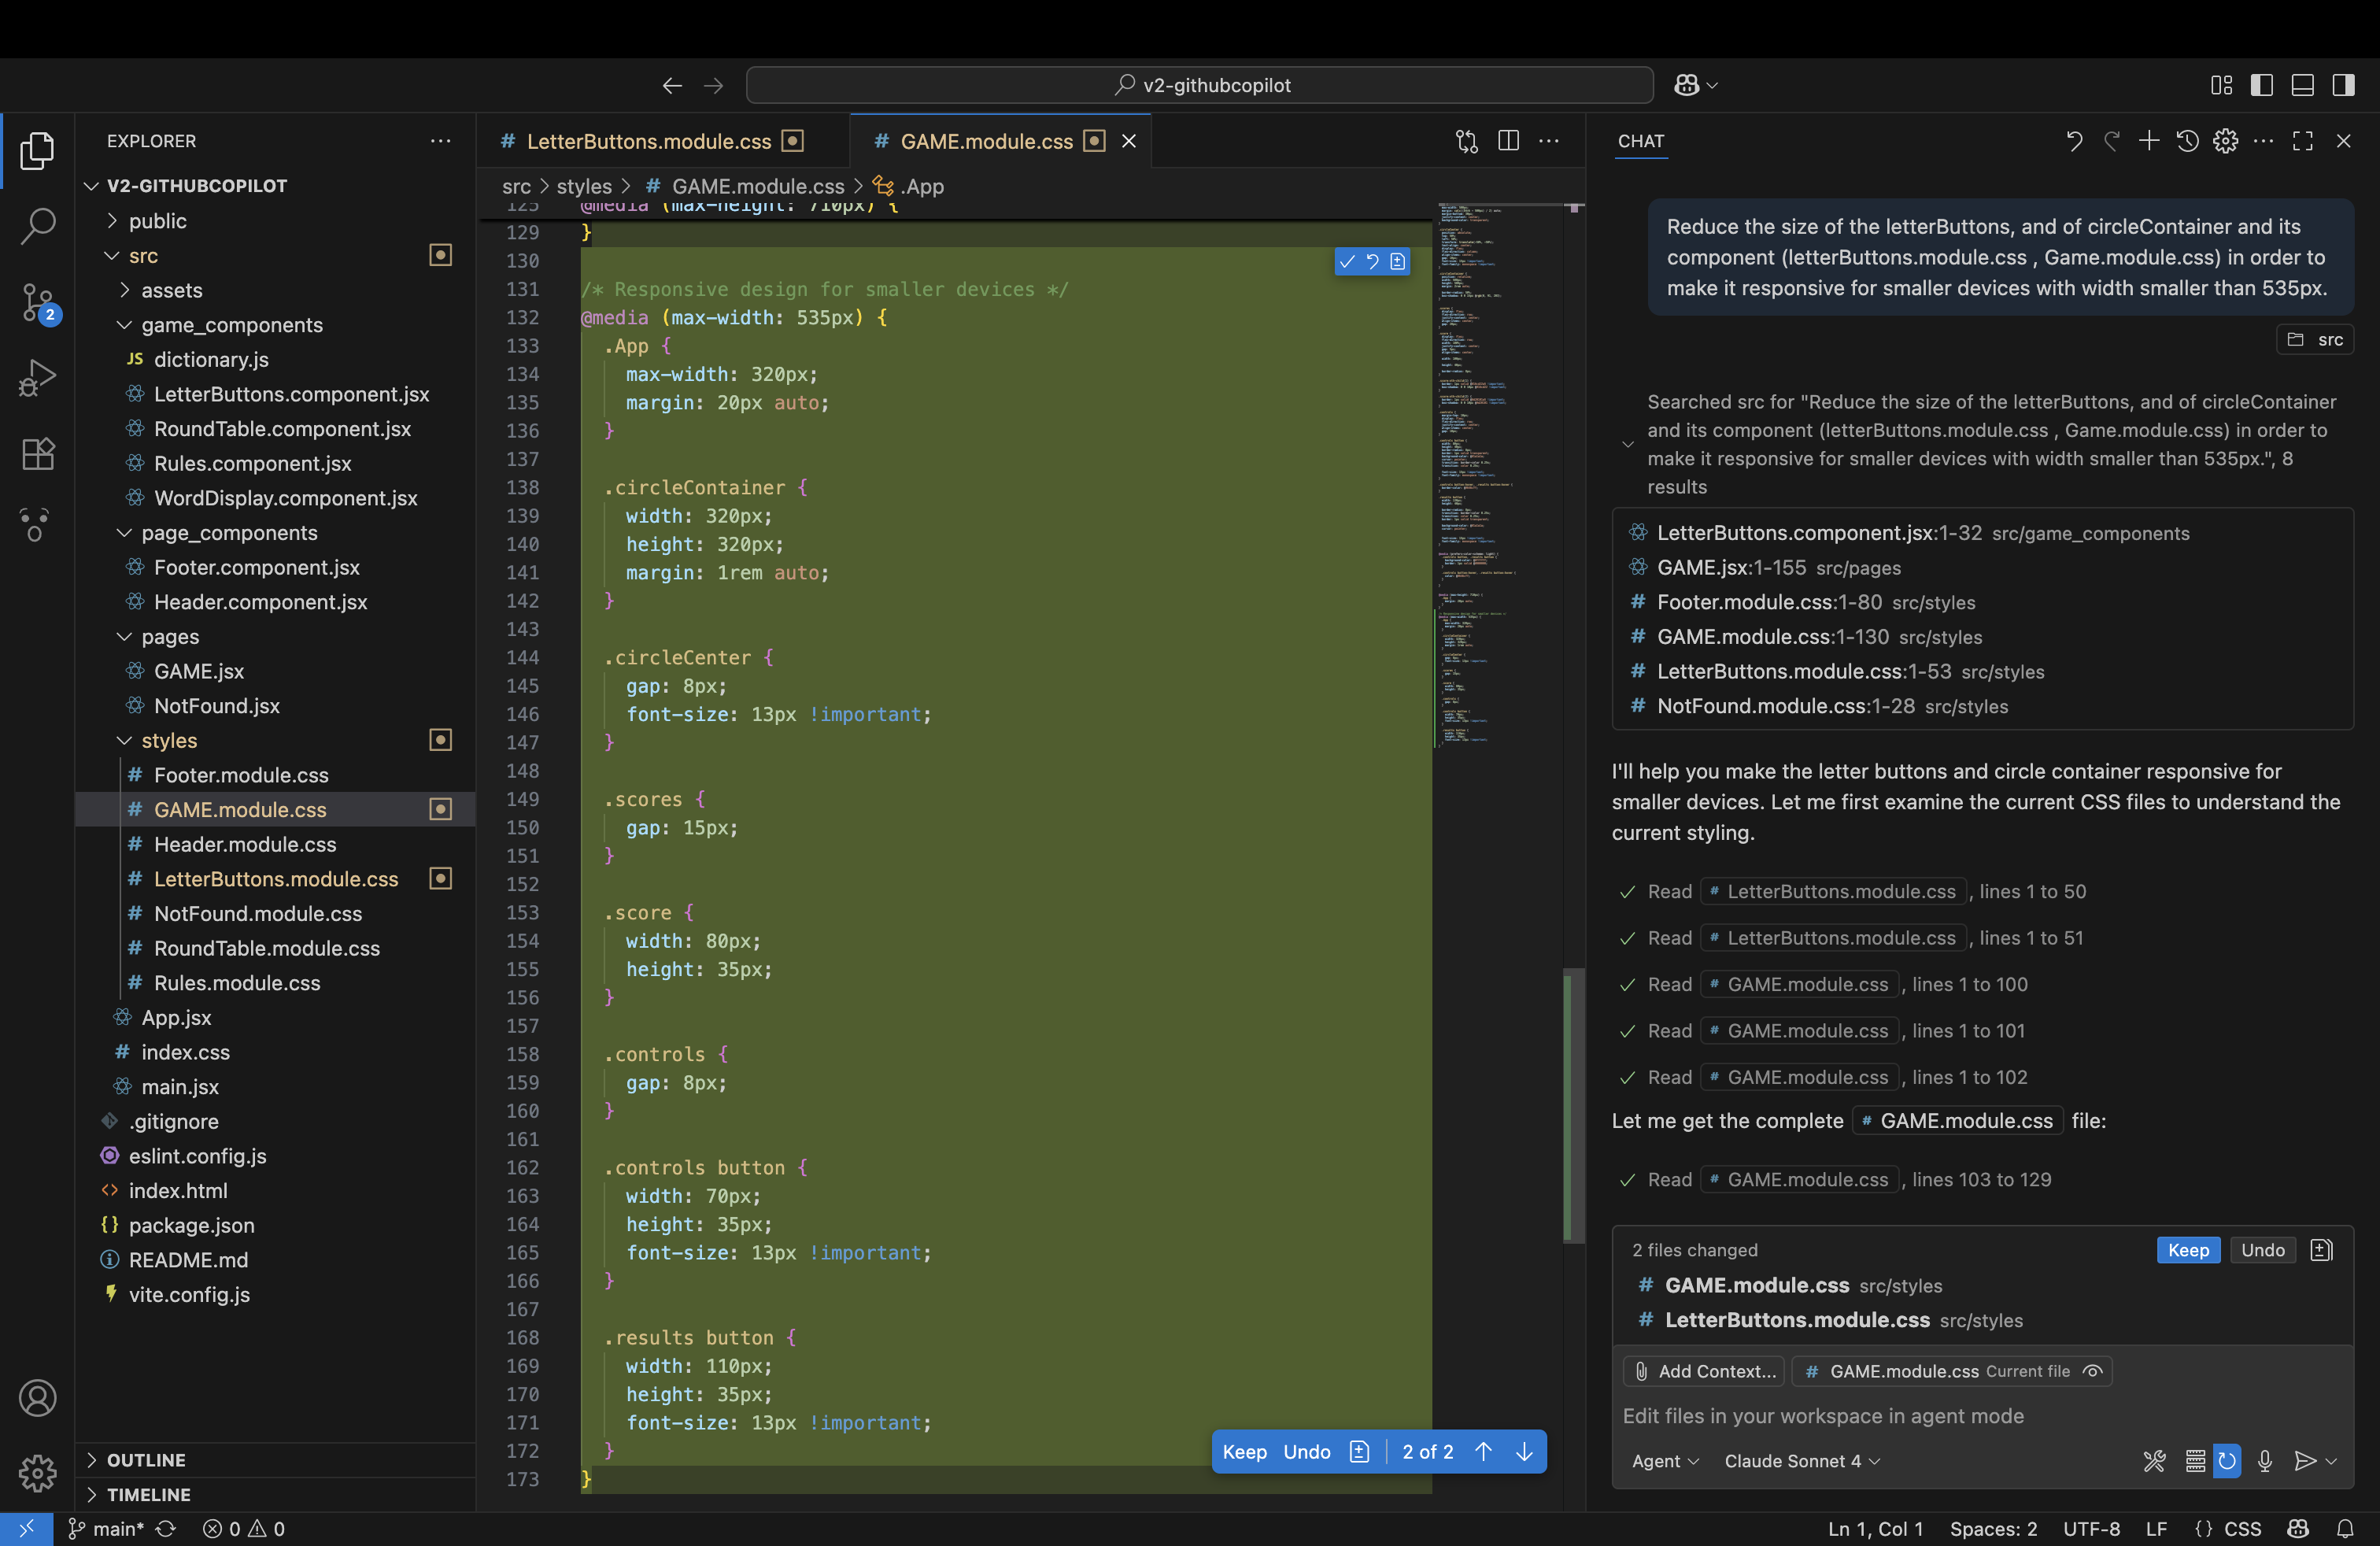 v2-githubcopilot
EXPLORER
V2-GITHUBCOPILOT
public
src
assets
game_components
JS dictionary.js
LetterButtons.component.jsx
RoundTable.component.jsx
Rules.component.jsx
WordDisplay.component.jsx
page_components
Footer.component.jsx
Header.component.jsx
pages
GAME.jsx
NotFound.jsx
styles
# Footer.module.css
# GAME.module.css
# Header.module.css
# LetterButtons.module.css
# NotFound.module.css
# RoundTable.module.css
# Rules.module.css
App.jsx
# index.css
main.jsx
.gitignore
eslint.config.js
<> index.html
{} package.json
README.md
vite.config.js
OUTLINE
TIMELINE
2
# LetterButtons.module.css
# GAME.module.css
src > styles > # GAME.module.css > .App
125 @media (max-height: 710px) {
129 }
130
131 /* Responsive design for smaller devices */
132 @media (max-width: 535px) {
133 .App {
134 max-width: 320px;
135 margin: 20px auto;
136 }
137
138 .circleContainer {
139 width: 320px;
140 height: 320px;
141 margin: 1rem auto;
142 }
143
144 .circleCenter {
145 gap: 8px;
146 font-size: 13px !important;
147 }
148
149 .scores {
150 gap: 15px;
151 }
152
153 .score {
154 width: 80px;
155 height: 35px;
156 }
157
158 .controls {
159 gap: 8px;
160 }
161
162 .controls button {
163 width: 70px;
164 height: 35px;
165 font-size: 13px !important;
166 }
167
168 .results button {
169 width: 110px;
170 height: 35px;
171 font-size: 13px !important;
172 }
173 }
Keep Undo 2 of 2
CHAT
Reduce the size of the letterButtons, and of circleContainer and its
component (letterButtons.module.css , Game.module.css) in order to
make it responsive for smaller devices with width smaller than 535px.
src
Searched src for "Reduce the size of the letterButtons, and of circleContainer
and its component (letterButtons.module.css , Game.module.css) in order to
make it responsive for smaller devices with width smaller than 535px.", 8
results
LetterButtons.component.jsx:1-32 src/game_components
GAME.jsx:1-155 src/pages
# Footer.module.css:1-80 src/styles
# GAME.module.css:1-130 src/styles
# LetterButtons.module.css:1-53 src/styles
# NotFound.module.css:1-28 src/styles
I'll help you make the letter buttons and circle container responsive for
smaller devices. Let me first examine the current CSS files to understand the
current styling.
Read # LetterButtons.module.css , lines 1 to 50
Read # LetterButtons.module.css , lines 1 to 51
Read # GAME.module.css , lines 1 to 100
Read # GAME.module.css , lines 1 to 101
Read # GAME.module.css , lines 1 to 102
Let me get the complete # GAME.module.css file:
Read # GAME.module.css , lines 103 to 129
2 files changed Keep Undo
# GAME.module.css src/styles
# LetterButtons.module.css src/styles
Add Context... # GAME.module.css Current file
Edit files in your workspace in agent mode
Agent Claude Sonnet 4
main* 0 0 Ln 1, Col 1 Spaces: 2 UTF-8 LF {} CSS